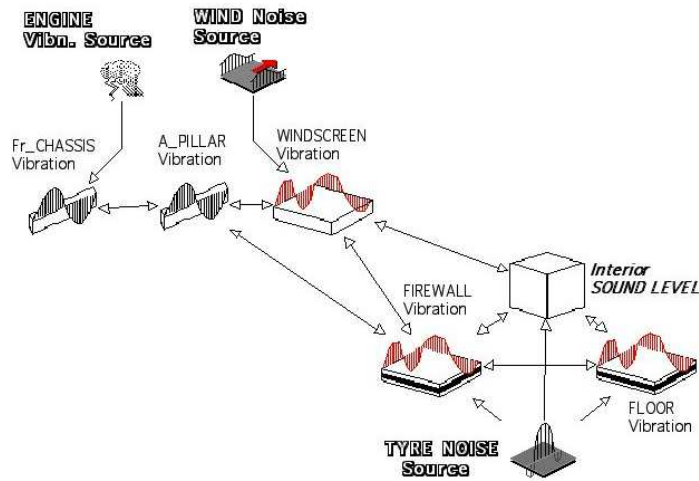 ENGINE
Vibn. Source
WIND Noise
Source
Fr_CHASSIS
Vibration
A_PILLAR
Vibration
WINDSCREEN
Vibration
Interior
SOUND LEVEL
FIREWALL
Vibration
FLOOR
Vibration
TYRE NOISE
Source